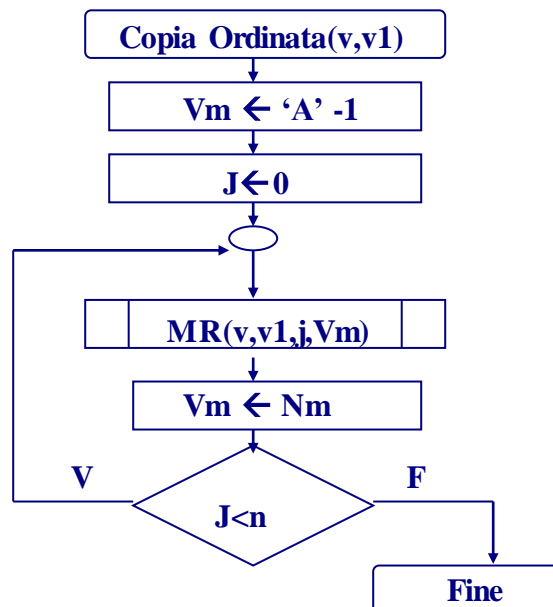 Copia Ordinata(v,v1)
Vm ← ‘A’ -1
J←0
MR(v,v1,j,Vm)
Vm ← Nm
V
F
J<n
Fine